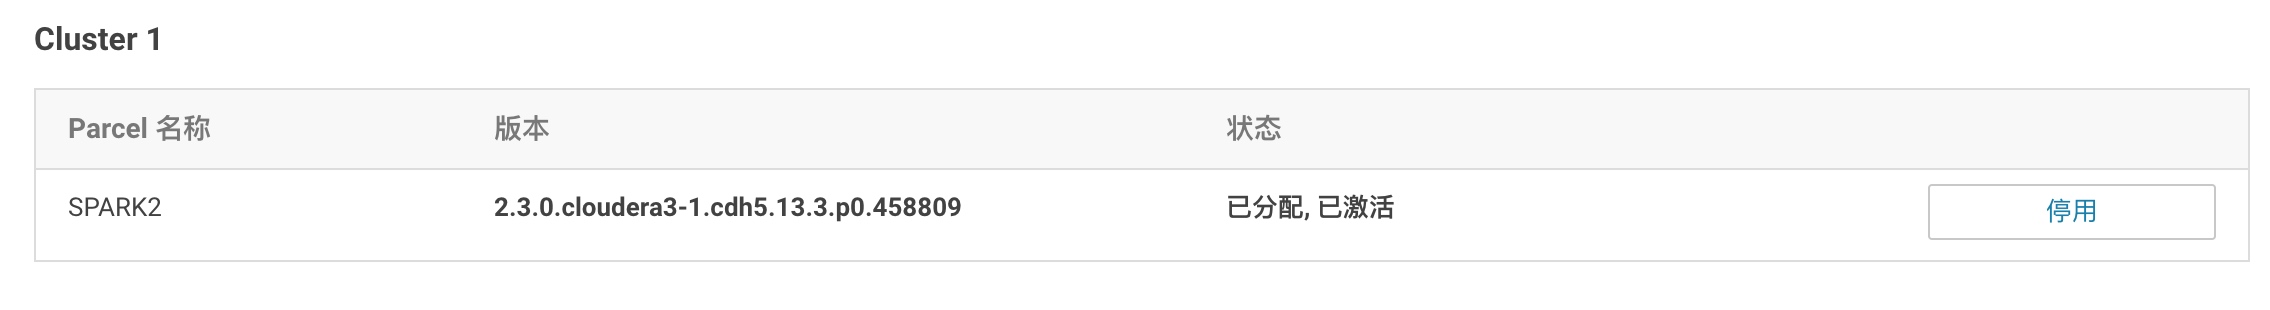 Cluster 1
Parcel 名称 版本 状态
SPARK2 2.3.0.cloudera3-1.cdh5.13.3.p0.458809 已分配, 已激活 停用